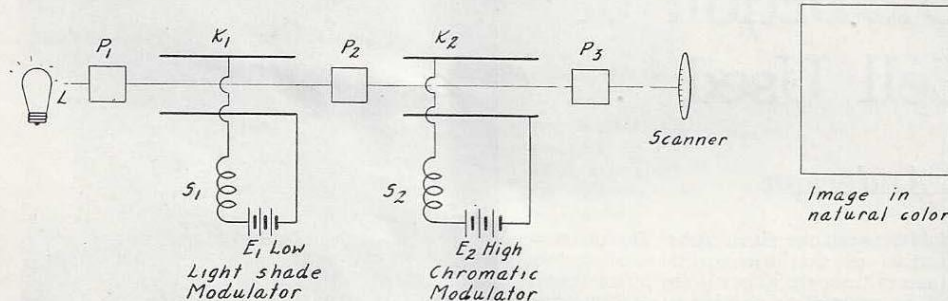 P1
K1
P2
K2
P3
L
Scanner
S1
S2
E1 Low
Light shade
Modulator
E2 High
Chromatic
Modulator
Image in
natural color